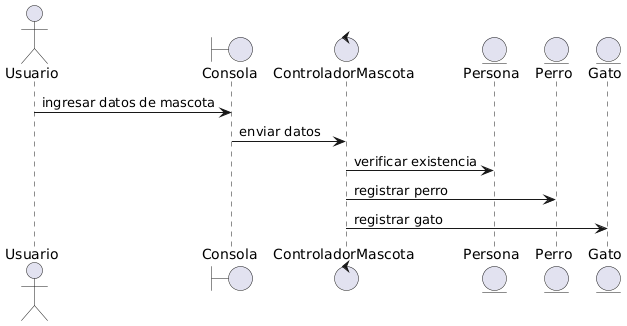 Usuario
Consola
ControladorMascota
Persona
Perro
Gato
ingresar datos de mascota
enviar datos
verificar existencia
registrar perro
registrar gato
Usuario
Consola
ControladorMascota
Persona
Perro
Gato